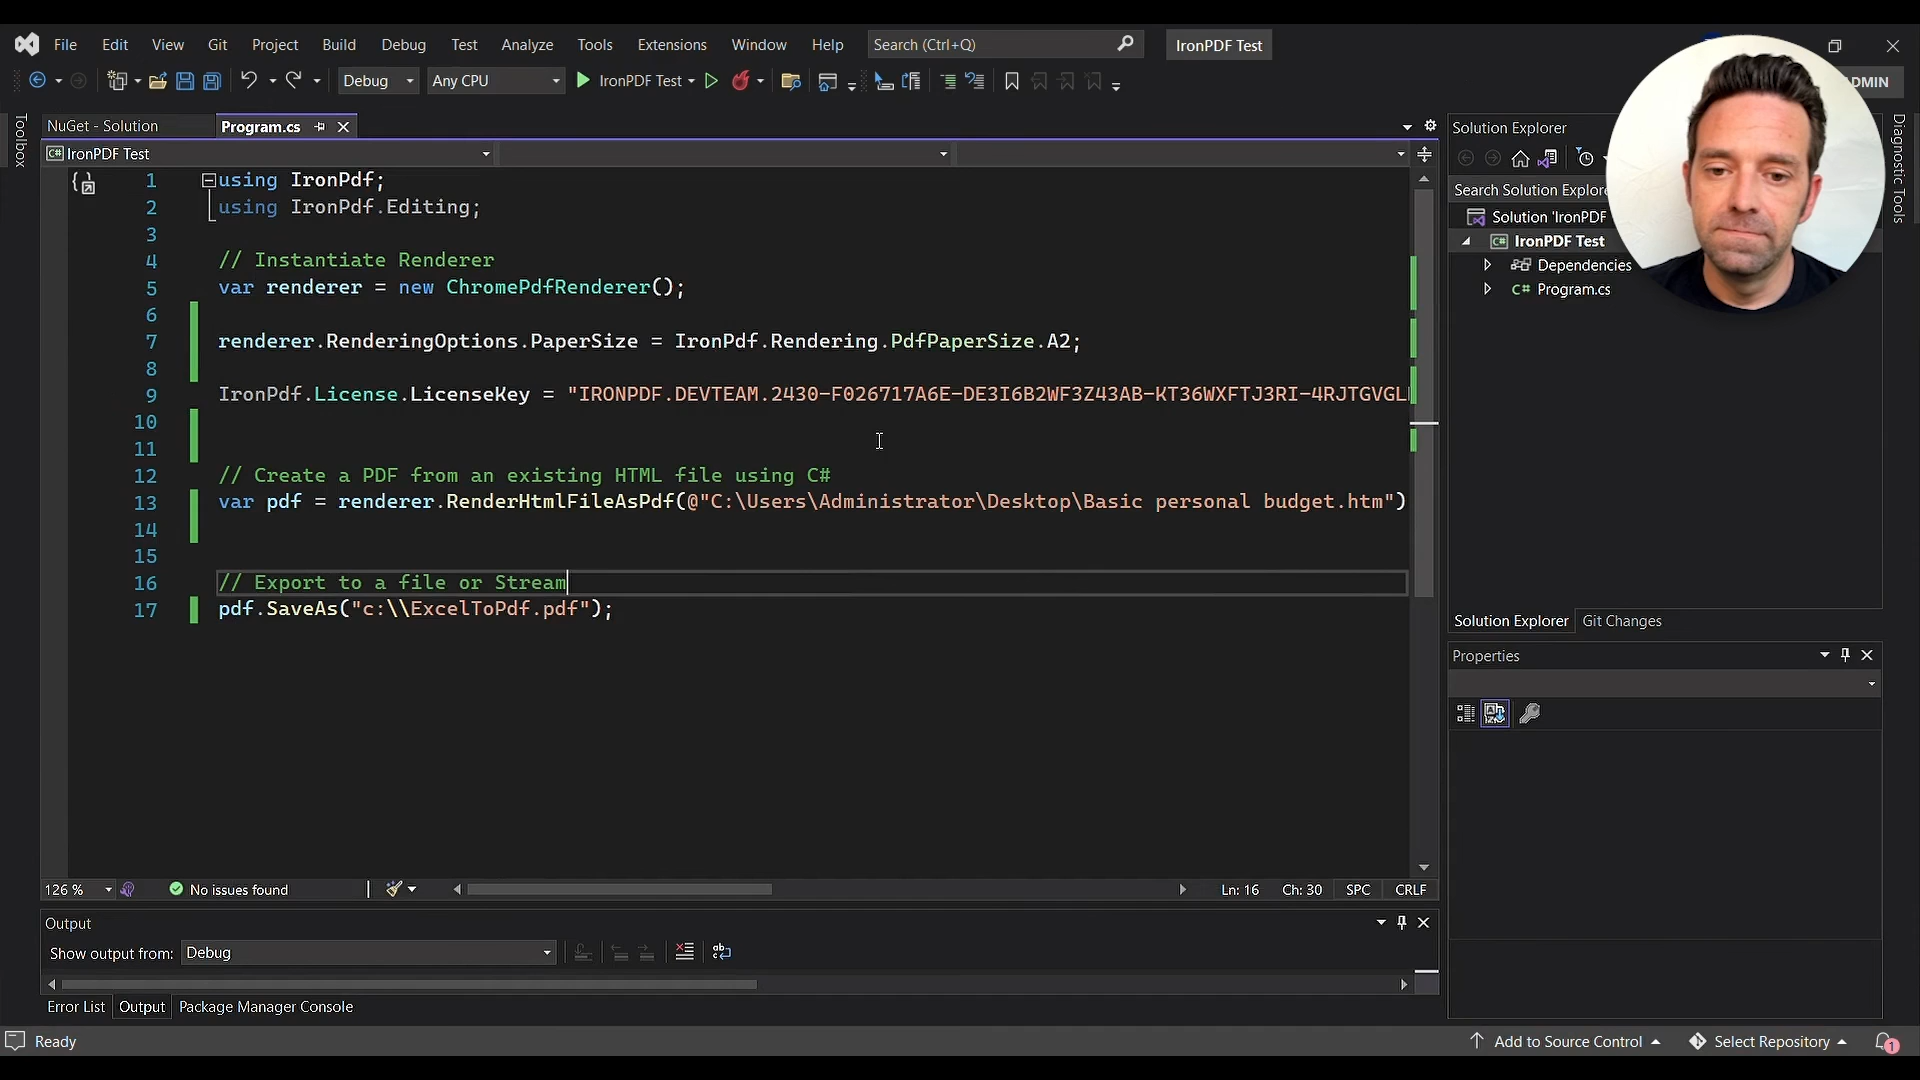 File Edit View Git Project Build Debug Test Analyze Tools Extensions Window Help Search (Ctrl+Q) IronPDF Test
Debug Any CPU IronPDF Test DMIN
Toolbox
NuGet - Solution Program.cs
IronPDF Test
1 using IronPdf;
2 using IronPdf.Editing;
3
4 // Instantiate Renderer
5 var renderer = new ChromePdfRenderer();
6
7 renderer.RenderingOptions.PaperSize = IronPdf.Rendering.PdfPaperSize.A2;
8
9 IronPdf.License.LicenseKey = "IRONPDF.DEVTEAM.2430-F026717A6E-DE3I6B2WF3Z43AB-KT36WXFTJ3RI-4RJTGVGL
10
11
12 // Create a PDF from an existing HTML file using C#
13 var pdf = renderer.RenderHtmlFileAsPdf(@"C:\Users\Administrator\Desktop\Basic personal budget.htm")
14
15
16 // Export to a file or Stream
17 pdf.SaveAs("c:\\ExcelToPdf.pdf");
126 % No issues found Ln: 16 Ch: 30 SPC CRLF
Output
Show output from: Debug
Error List Output Package Manager Console
Solution Explorer
Search Solution Explore
Solution 'IronPDF
C# IronPDF Test
Dependencies
C# Program.cs
Solution Explorer Git Changes
Properties
Diagnostic Tools
Ready Add to Source Control Select Repository 1